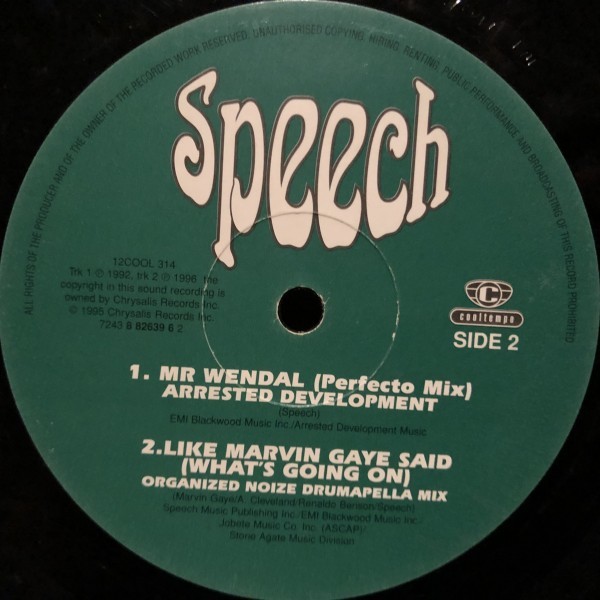 ALL RIGHTS OF THE PRODUCER AND OF THE OWNER OF THE RECORDED WORK RESERVED. UNAUTHORISED COPYING, HIRING, RENTING, PUBLIC PERFORMANCE AND BROADCASTING OF THIS RECORD PROHIBITED
Speech
12COOL 314
Trk 1 ℗ 1992, trk 2 ℗ 1996 the
copyright in this sound recording is
owned by Chrysalis Records Inc.
© 1996 Chrysalis Records Inc.
7243 8 82639 6 2
C
cooltempo
SIDE 2
1. MR WENDAL (Perfecto Mix)
ARRESTED DEVELOPMENT
(Speech)
EMI Blackwood Music Inc./Arrested Development Music
2.LIKE MARVIN GAYE SAID
(WHAT'S GOING ON)
ORGANIZED NOIZE DRUMAPELLA MIX
(Marvin Gaye/A. Cleveland/Renaldo Benson/Speech)
Speech Music Publishing Inc./EMI Blackwood Music Inc./
Jobete Music Co. Inc. (ASCAP)/
Stone Agate Music Division